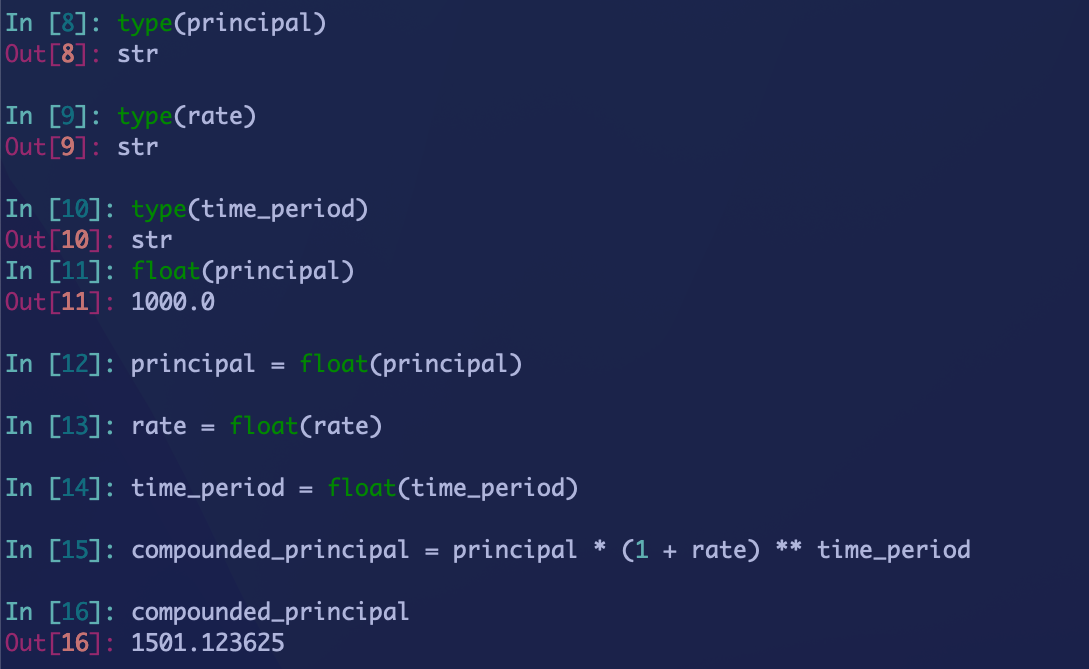 In [8]: type(principal)
Out[8]: str
In [9]: type(rate)
Out[9]: str
In [10]: type(time_period)
Out[10]: str
In [11]: float(principal)
Out[11]: 1000.0
In [12]: principal = float(principal)
In [13]: rate = float(rate)
In [14]: time_period = float(time_period)
In [15]: compounded_principal = principal * (1 + rate) ** time_period
In [16]: compounded_principal
Out[16]: 1501.123625